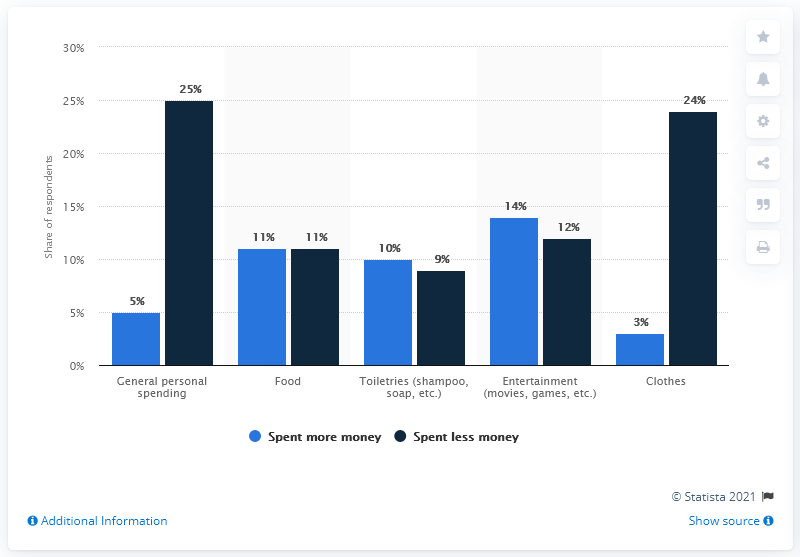 30%
25%
20%
15%
10%
5%
0%
Share of respondents
5%
25%
11%
11%
10%
9%
14%
12%
3%
24%
General personal
spending
Food
Toiletries (shampoo,
soap, etc.)
Entertainment
(movies, games, etc.)
Clothes
Spent more money
Spent less money
© Statista 2021
Additional Information
Show source